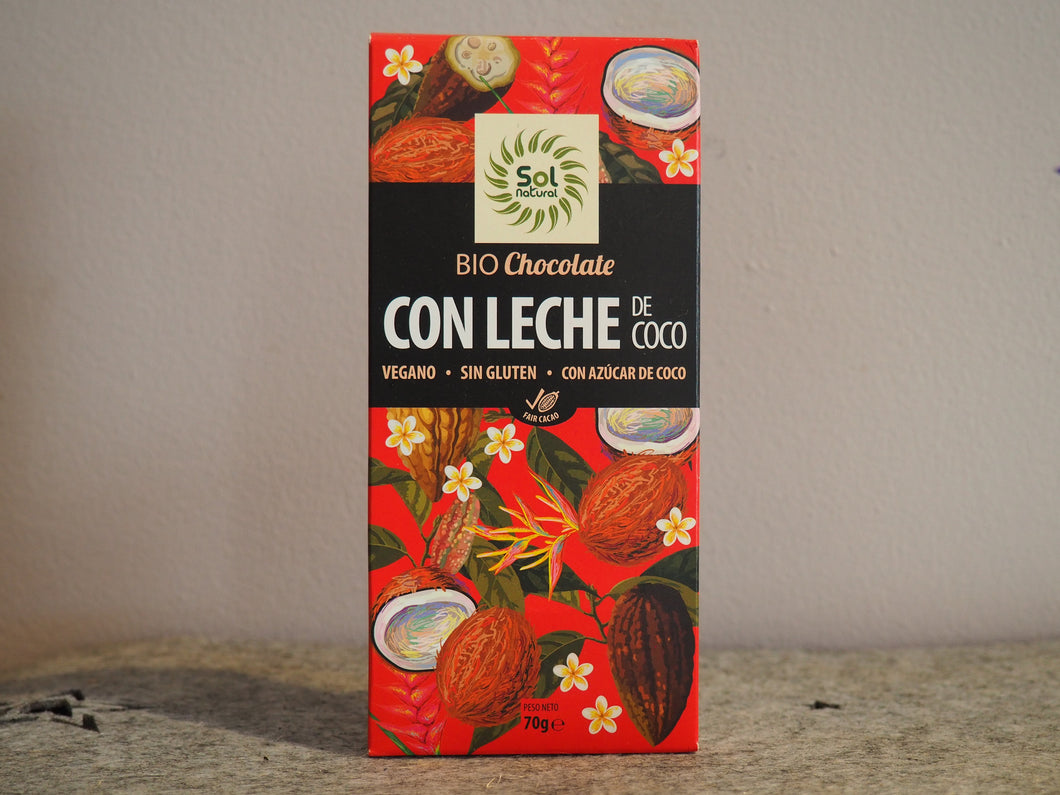 Sol
Natural
BIO Chocolate
CON LECHE DE COCO
VEGANO • SIN GLUTEN • CON AZÚCAR DE COCO
FAIR CACAO
PESO NETO
70g ℮